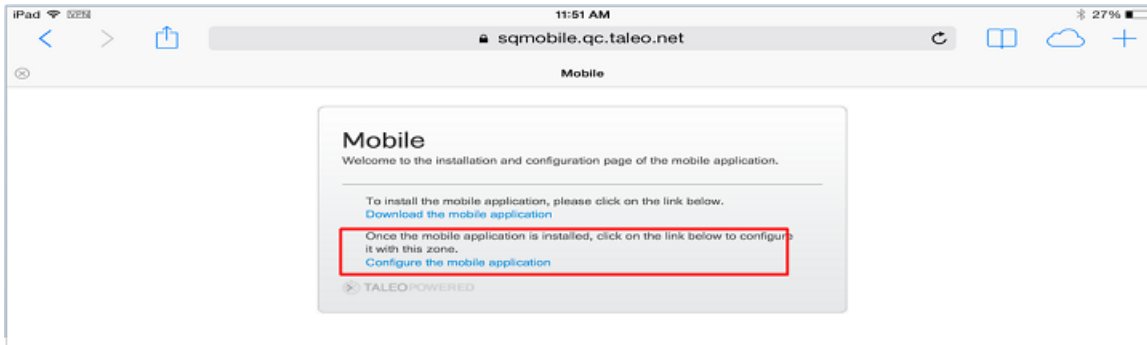 iPad VPN 11:51 AM 27%
sqmobile.qc.taleo.net
Mobile
Mobile
Welcome to the installation and configuration page of the mobile application.
To install the mobile application, please click on the link below.
Download the mobile application
Once the mobile application is installed, click on the link below to configure
it with this zone.
Configure the mobile application
TALEOPOWERED